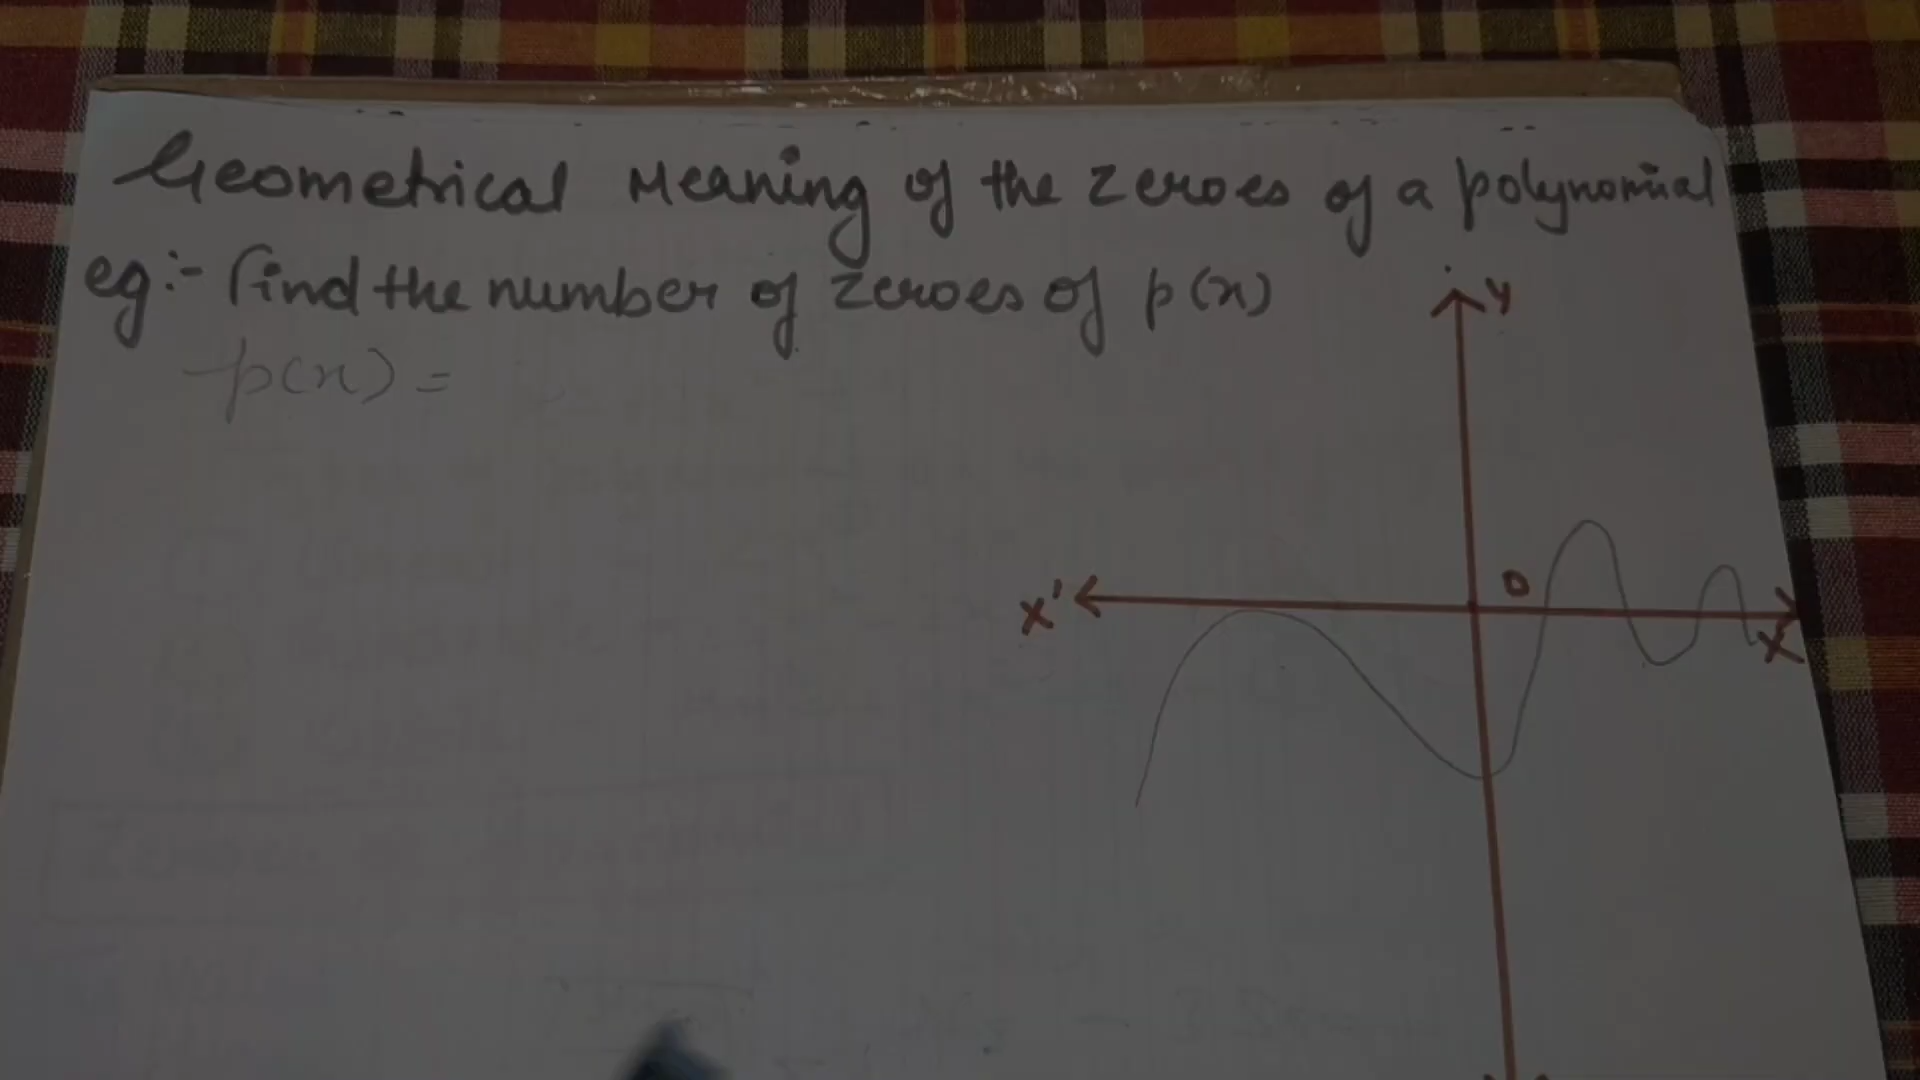 Geometrical Meaning of the zeroes of a polynomial
eg:- Find the number of zeroes of p(x)
p(x) =
Y
O
X'
X